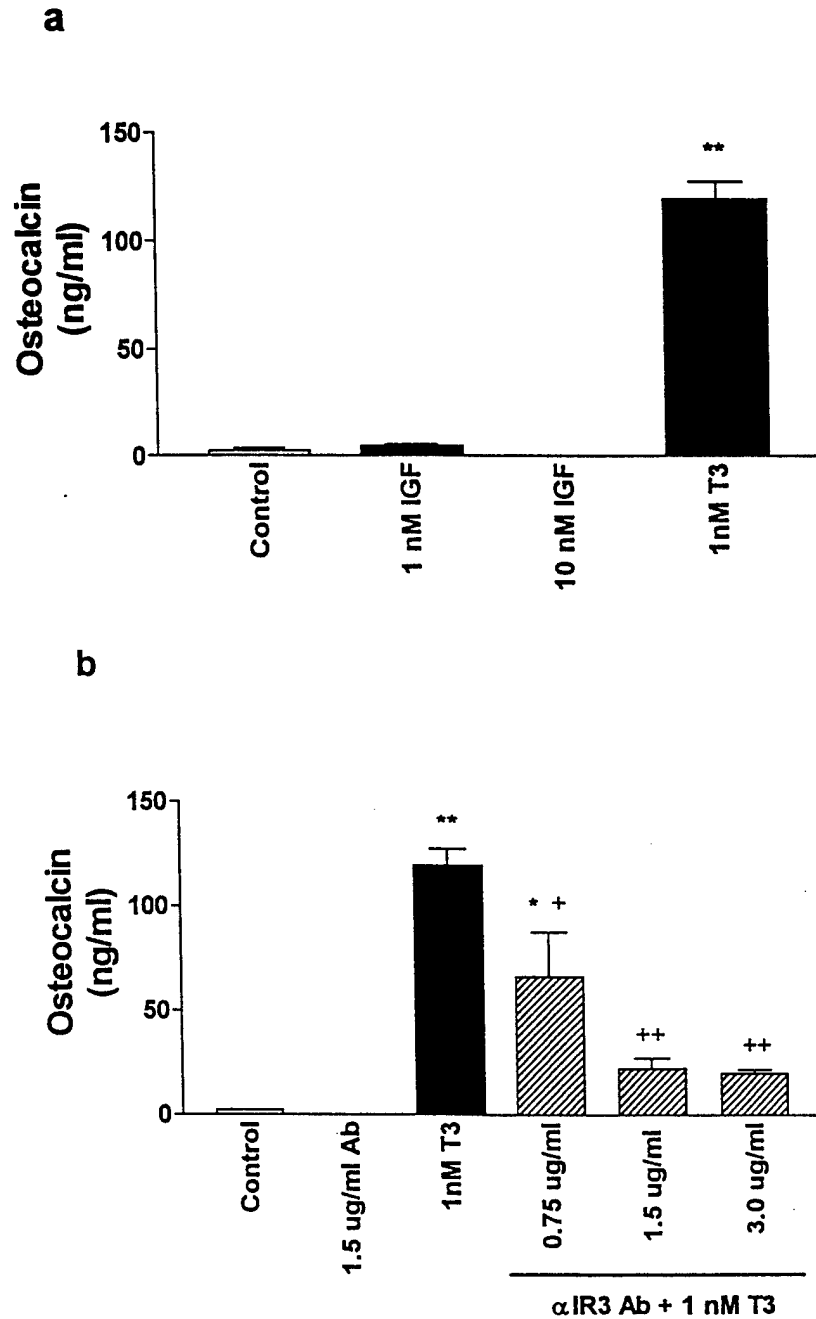 a
150
100
50
0
Osteocalcin
(ng/ml)
**
Control
1 nM IGF
10 nM IGF
1nM T3
b
150
100
50
0
Osteocalcin
(ng/ml)
**
* +
++
++
Control
1.5 ug/ml Ab
1nM T3
0.75 ug/ml
1.5 ug/ml
3.0 ug/ml
αIR3 Ab + 1 nM T3